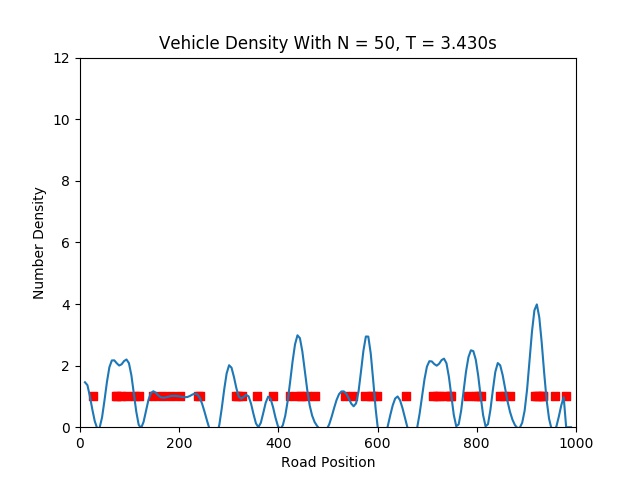 Vehicle Density With N = 50, T = 3.430s
12
10
8
6
4
2
0
Number Density
0 200 400 600 800 1000
Road Position